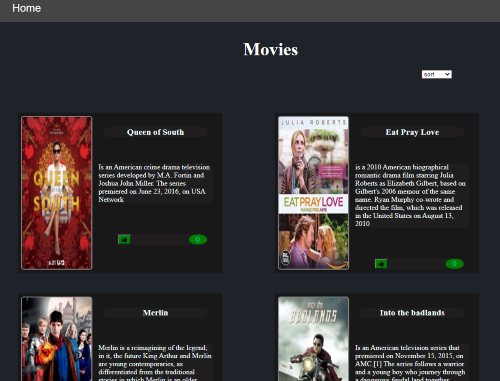 Home
Movies
sort
Queen of South
Is an American crime drama television
series developed by M.A. Fortin and
Joshua John Miller. The series
premiered on June 23, 2016, on USA
Network
0
QUEEN
OF THE
SOUTH
JULIA ROBERTS
EAT PRAY LOVE
Eat Pray Love
is a 2010 American biographical
romantic drama film starring Julia
Roberts as Elizabeth Gilbert, based on
Gilbert's 2006 memoir of the same
name. Ryan Murphy co-wrote and
directed the film, which was released
in the United States on August 13,
2010
0
Merlin
Merlin is a reimagining of the legend;
in it, the future King Arthur and Merlin
are young contemporaries, as
differentiated from the traditional
stories in which Merlin is an older
INTO THE
BADLANDS
Into the badlands
Is an American television series that
premiered on November 15, 2015, on
AMC.[1] The series follows a warrior
and a young boy who journey through
a dangerous feudal land together